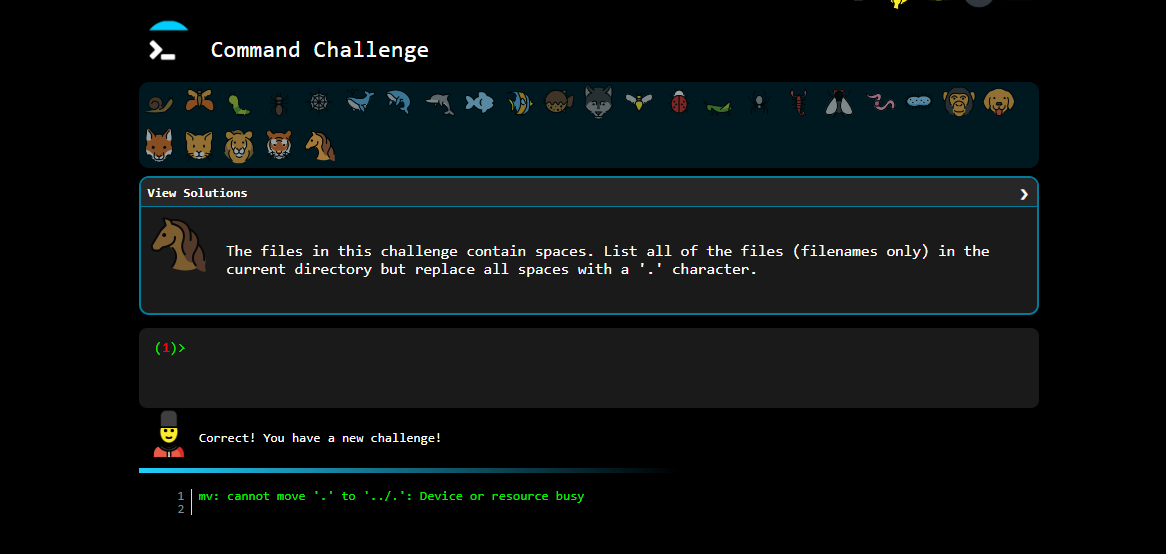 Command Challenge
View Solutions
The files in this challenge contain spaces. List all of the files (filenames only) in the
current directory but replace all spaces with a '.' character.
(1)>
Correct! You have a new challenge!
1 mv: cannot move '.' to '../.': Device or resource busy
2